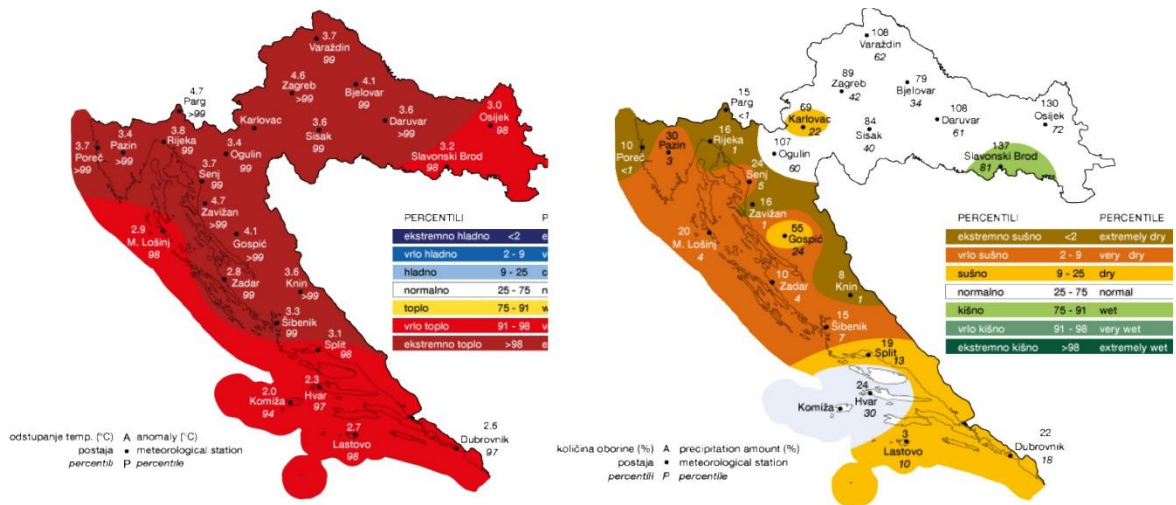 3.7
Varaždin
99
4.6
Zagreb
>99
4.1
Bjelovar
99
4.7
Parg
>99
3.0
Osijek
98
Karlovac
3.6
Sisak
99
3.6
Daruvar
>99
3.4
Pazin
>99
3.8
Rijeka
99
3.7
Poreč
>99
3.4
Ogulin
99
3.2
Slavonski Brod
98
3.7
Senj
99
4.7
Zavižan
>99
2.9
M. Lošinj
98
4.1
Gospić
>99
2.8
Zadar
99
3.6
Knin
>99
3.3
Šibenik
99
3.1
Split
98
2.3
Hvar
97
2.0
Komiža
94
2.7
Lastovo
98
2.6
Dubrovnik
97
PERCENTILI P
ekstremno hladno <2 e
vrlo hladno 2 - 9 v
hladno 9 - 25 c
normalno 25 - 75 n
toplo 75 - 91 w
vrlo toplo 91 - 98 v
ekstremno toplo >98 e
odstupanje temp. (°C) A anomaly (°C)
postaja • meteorological station
percentili P percentile
108
Varaždin
62
89
Zagreb
42
79
Bjelovar
34
15
Parg
<1
69
Karlovac
22
84
Sisak
40
108
Daruvar
61
130
Osijek
72
10
Poreč
<1
30
Pazin
3
16
Rijeka
1
107
Ogulin
60
137
Slavonski Brod
81
24
Senj
5
16
Zavižan
1
20
M. Lošinj
4
55
Gospić
24
10
Zadar
4
8
Knin
1
15
Šibenik
7
19
Split
13
24
Hvar
30
Komiža
3
Lastovo
10
22
Dubrovnik
18
PERCENTILI PERCENTILE
ekstremno sušno <2 extremely dry
vrlo sušno 2 - 9 very dry
sušno 9 - 25 dry
normalno 25 - 75 normal
kišno 75 - 91 wet
vrlo kišno 91 - 98 very wet
ekstremno kišno >98 extremely wet
količina oborine (%) A precipitation amount (%)
postaja • meteorological station
percentili P percentile